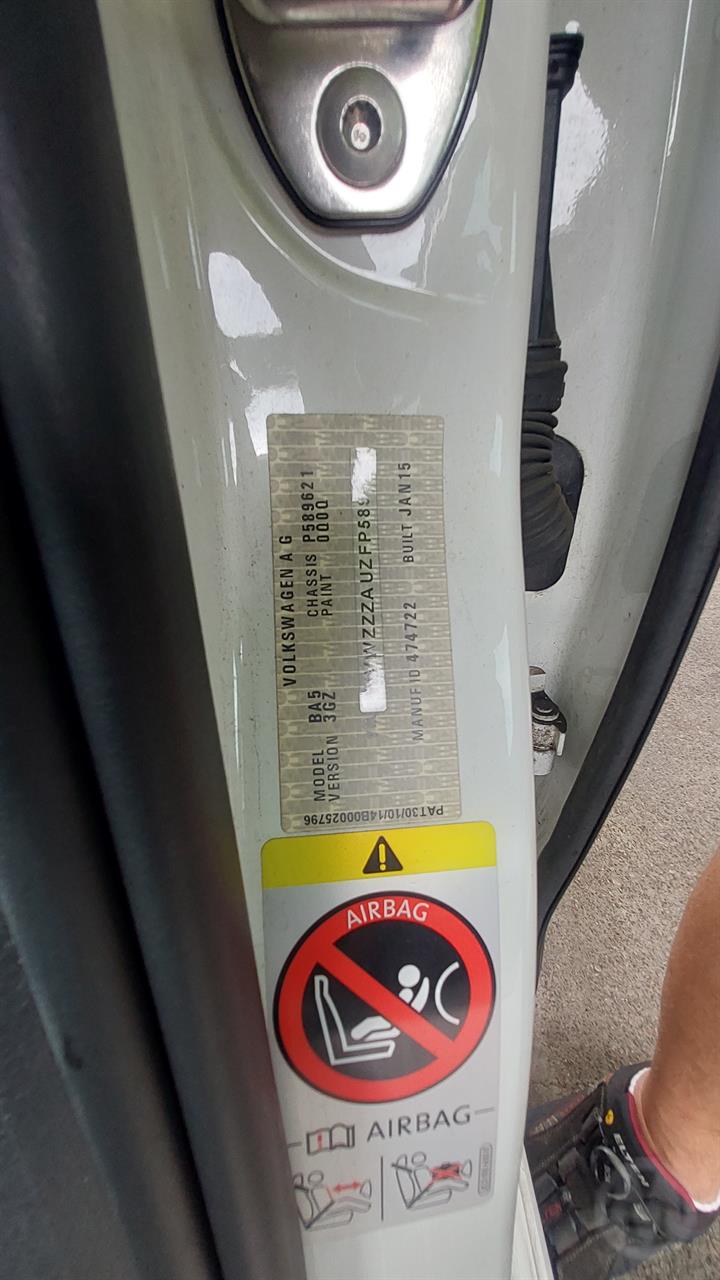 VOLKSWAGEN A G
MODEL BA5 CHASSIS P589621
VERSION 3GZ PAINT 0Q0Q
VWZZZAUZFP589
MANUF ID 474722 BUILT JAN15
PAT30/10/14B00025796
AIRBAG
AIRBAG